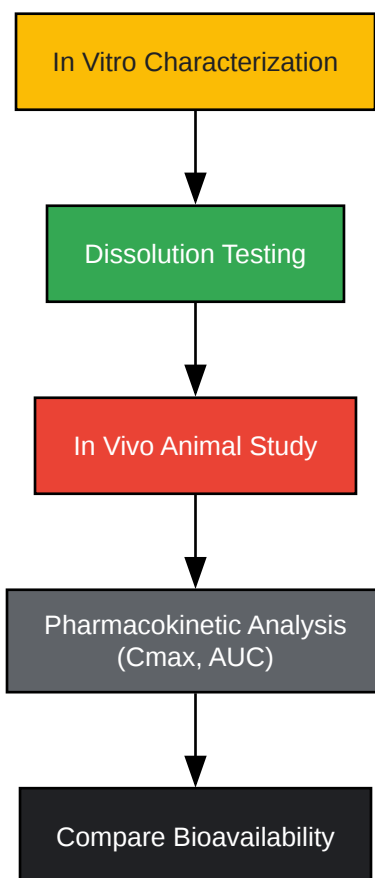 In Vitro Characterization
Dissolution Testing
In Vivo Animal Study
Pharmacokinetic Analysis
(Cmax, AUC)
Compare Bioavailability